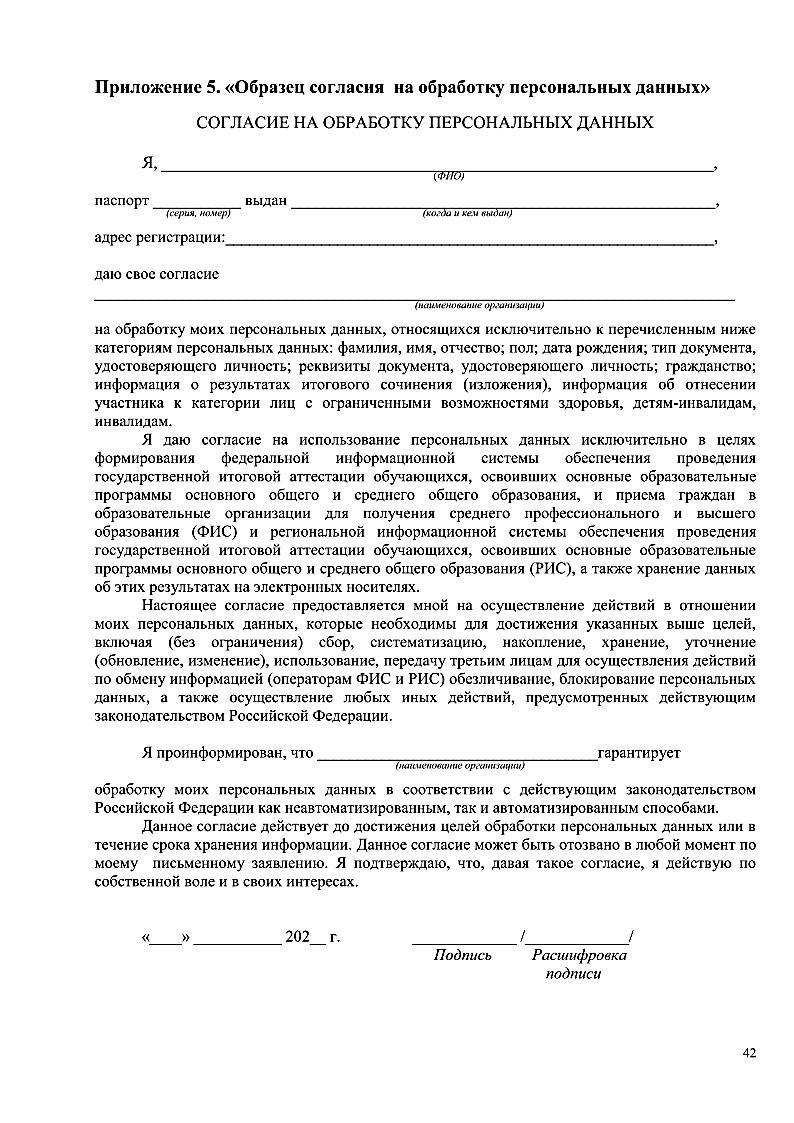 Приложение 5. «Образец согласия на обработку персональных данных»
СОГЛАСИЕ НА ОБРАБОТКУ ПЕРСОНАЛЬНЫХ ДАННЫХ
Я, ______________________________________________________________________,
(ФИО)
паспорт ___________ выдан _____________________________________________________,
(серия, номер) (когда и кем выдан)
адрес регистрации:_____________________________________________________________,
даю свое согласие
________________________________________________________________________________
(наименование организации)
на обработку моих персональных данных, относящихся исключительно к перечисленным ниже
категориям персональных данных: фамилия, имя, отчество; пол; дата рождения; тип документа,
удостоверяющего личность; реквизиты документа, удостоверяющего личность; гражданство;
информация о результатах итогового сочинения (изложения), информация об отнесении
участника к категории лиц с ограниченными возможностями здоровья, детям-инвалидам,
инвалидам.
Я даю согласие на использование персональных данных исключительно в целях
формирования федеральной информационной системы обеспечения проведения
государственной итоговой аттестации обучающихся, освоивших основные образовательные
программы основного общего и среднего общего образования, и приема граждан в
образовательные организации для получения среднего профессионального и высшего
образования (ФИС) и региональной информационной системы обеспечения проведения
государственной итоговой аттестации обучающихся, освоивших основные образовательные
программы основного общего и среднего общего образования (РИС), а также хранение данных
об этих результатах на электронных носителях.
Настоящее согласие предоставляется мной на осуществление действий в отношении
моих персональных данных, которые необходимы для достижения указанных выше целей,
включая (без ограничения) сбор, систематизацию, накопление, хранение, уточнение
(обновление, изменение), использование, передачу третьим лицам для осуществления действий
по обмену информацией (операторам ФИС и РИС) обезличивание, блокирование персональных
данных, а также осуществление любых иных действий, предусмотренных действующим
законодательством Российской Федерации.
Я проинформирован, что ___________________________________гарантирует
(наименование организации)
обработку моих персональных данных в соответствии с действующим законодательством
Российской Федерации как неавтоматизированным, так и автоматизированным способами.
Данное согласие действует до достижения целей обработки персональных данных или в
течение срока хранения информации. Данное согласие может быть отозвано в любой момент по
моему письменному заявлению. Я подтверждаю, что, давая такое согласие, я действую по
собственной воле и в своих интересах.
«____» ___________ 202__ г. _____________ /_____________/
Подпись Расшифровка
подписи
42